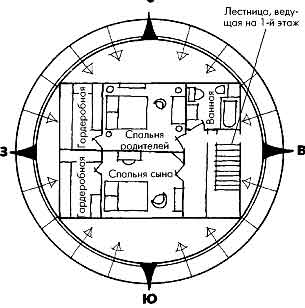 Лестница, веду-
щая на 1-й этаж
Гардеробная
Ванная
Спальня
родителей
З
В
Гардеробная
Спальня сына
Ю